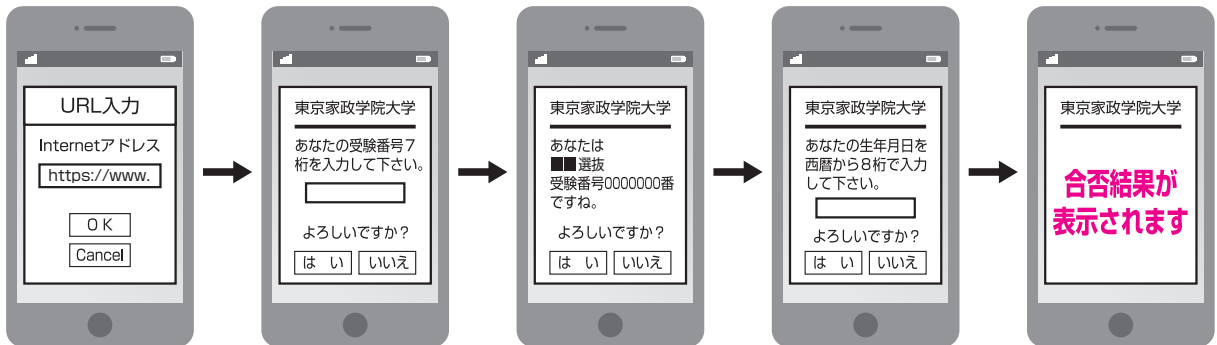 URL入力
Internetアドレス
https://www.
OK
Cancel
東京家政学院大学
あなたの受験番号7
桁を入力して下さい。
よろしいですか？
はい
いいえ
東京家政学院大学
あなたは
■■選抜
受験番号0000000番
ですね。
よろしいですか？
はい
いいえ
東京家政学院大学
あなたの生年月日を
西暦から8桁で入力
して下さい。
よろしいですか？
はい
いいえ
東京家政学院大学
合否結果が
表示されます